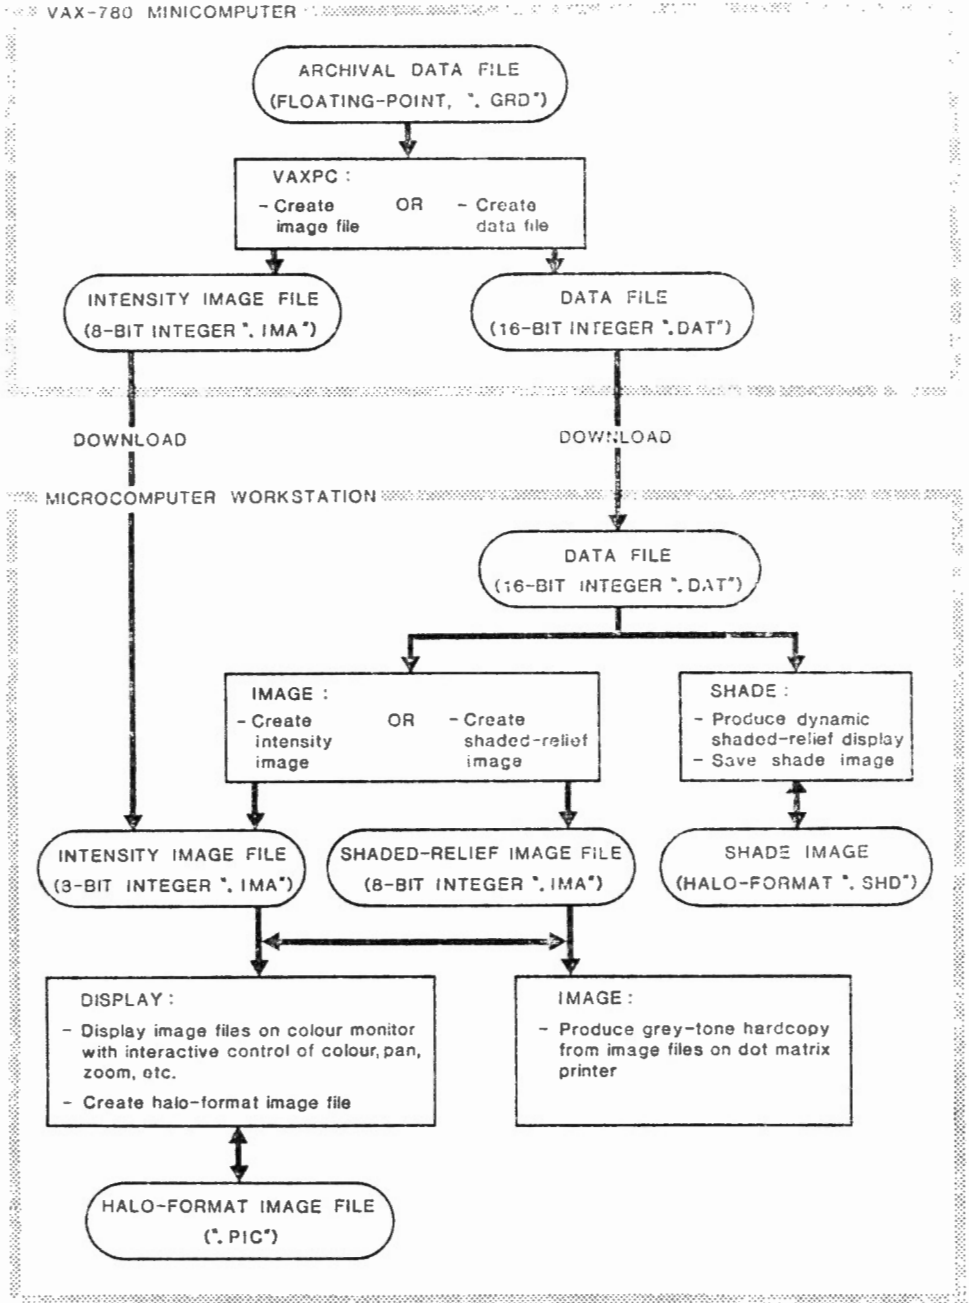 VAX-780 MINICOMPUTER
ARCHIVAL DATA FILE
(FLOATING-POINT, ". GRD")
VAXPC :
- Create OR - Create
image file data file
INTENSITY IMAGE FILE
(8-BIT INTEGER ". IMA")
DATA FILE
(16-BIT INTEGER ".DAT")
DOWNLOAD
DOWNLOAD
MICROCOMPUTER WORKSTATION
DATA FILE
(16-BIT INTEGER ".DAT")
IMAGE :
- Create OR - Create
intensity shaded-relief
image image
SHADE :
- Produce dynamic
shaded-relief display
- Save shade image
INTENSITY IMAGE FILE
(8-BIT INTEGER ". IMA")
SHADED-RELIEF IMAGE FILE
(8-BIT INTEGER ". IMA")
SHADE IMAGE
(HALO-FORMAT ". SHD")
DISPLAY :
- Display image files on colour monitor
with interactive control of colour, pan,
zoom, etc.
- Create halo-format image file
IMAGE :
- Produce grey-tone hardcopy
from image files on dot matrix
printer
HALO-FORMAT IMAGE FILE
(". PIC")